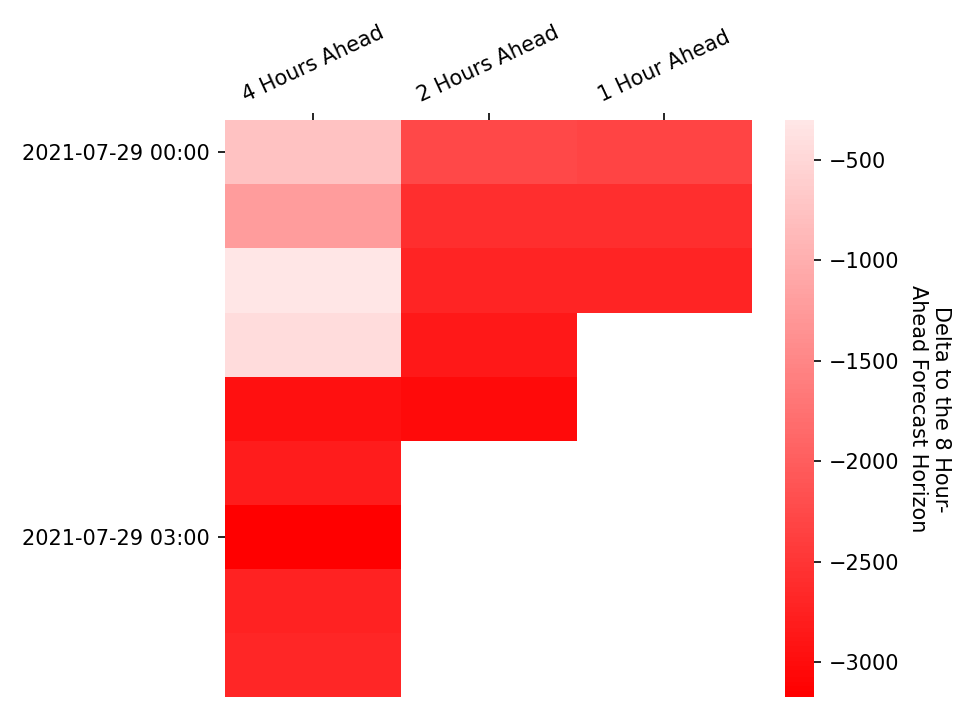 4 Hours Ahead
2 Hours Ahead
1 Hour Ahead
2021-07-29 00:00
2021-07-29 03:00
−500
−1000
−1500
−2000
−2500
−3000
Delta to the 8 Hour-
Ahead Forecast Horizon